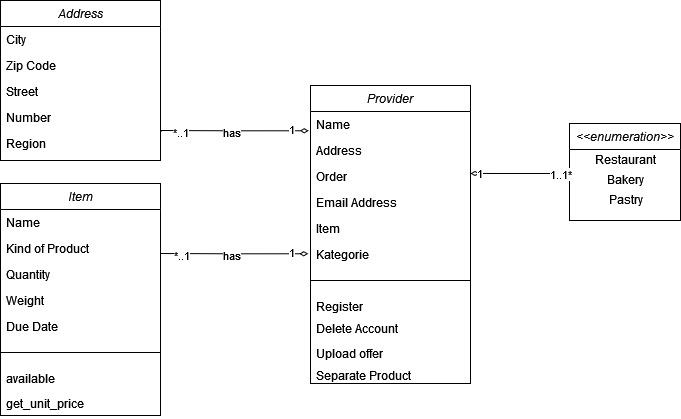 Address
City
Zip Code
Street
Number
Region
*..1 has 1
Item
Name
Kind of Product
Quantity
Weight
Due Date
available
get_unit_price
*..1 has 1
Provider
Name
Address
Order
Email Address
Item
Kategorie
Register
Delete Account
Upload offer
Separate Product
1 1..1*
<<enumeration>>
Restaurant
Bakery
Pastry